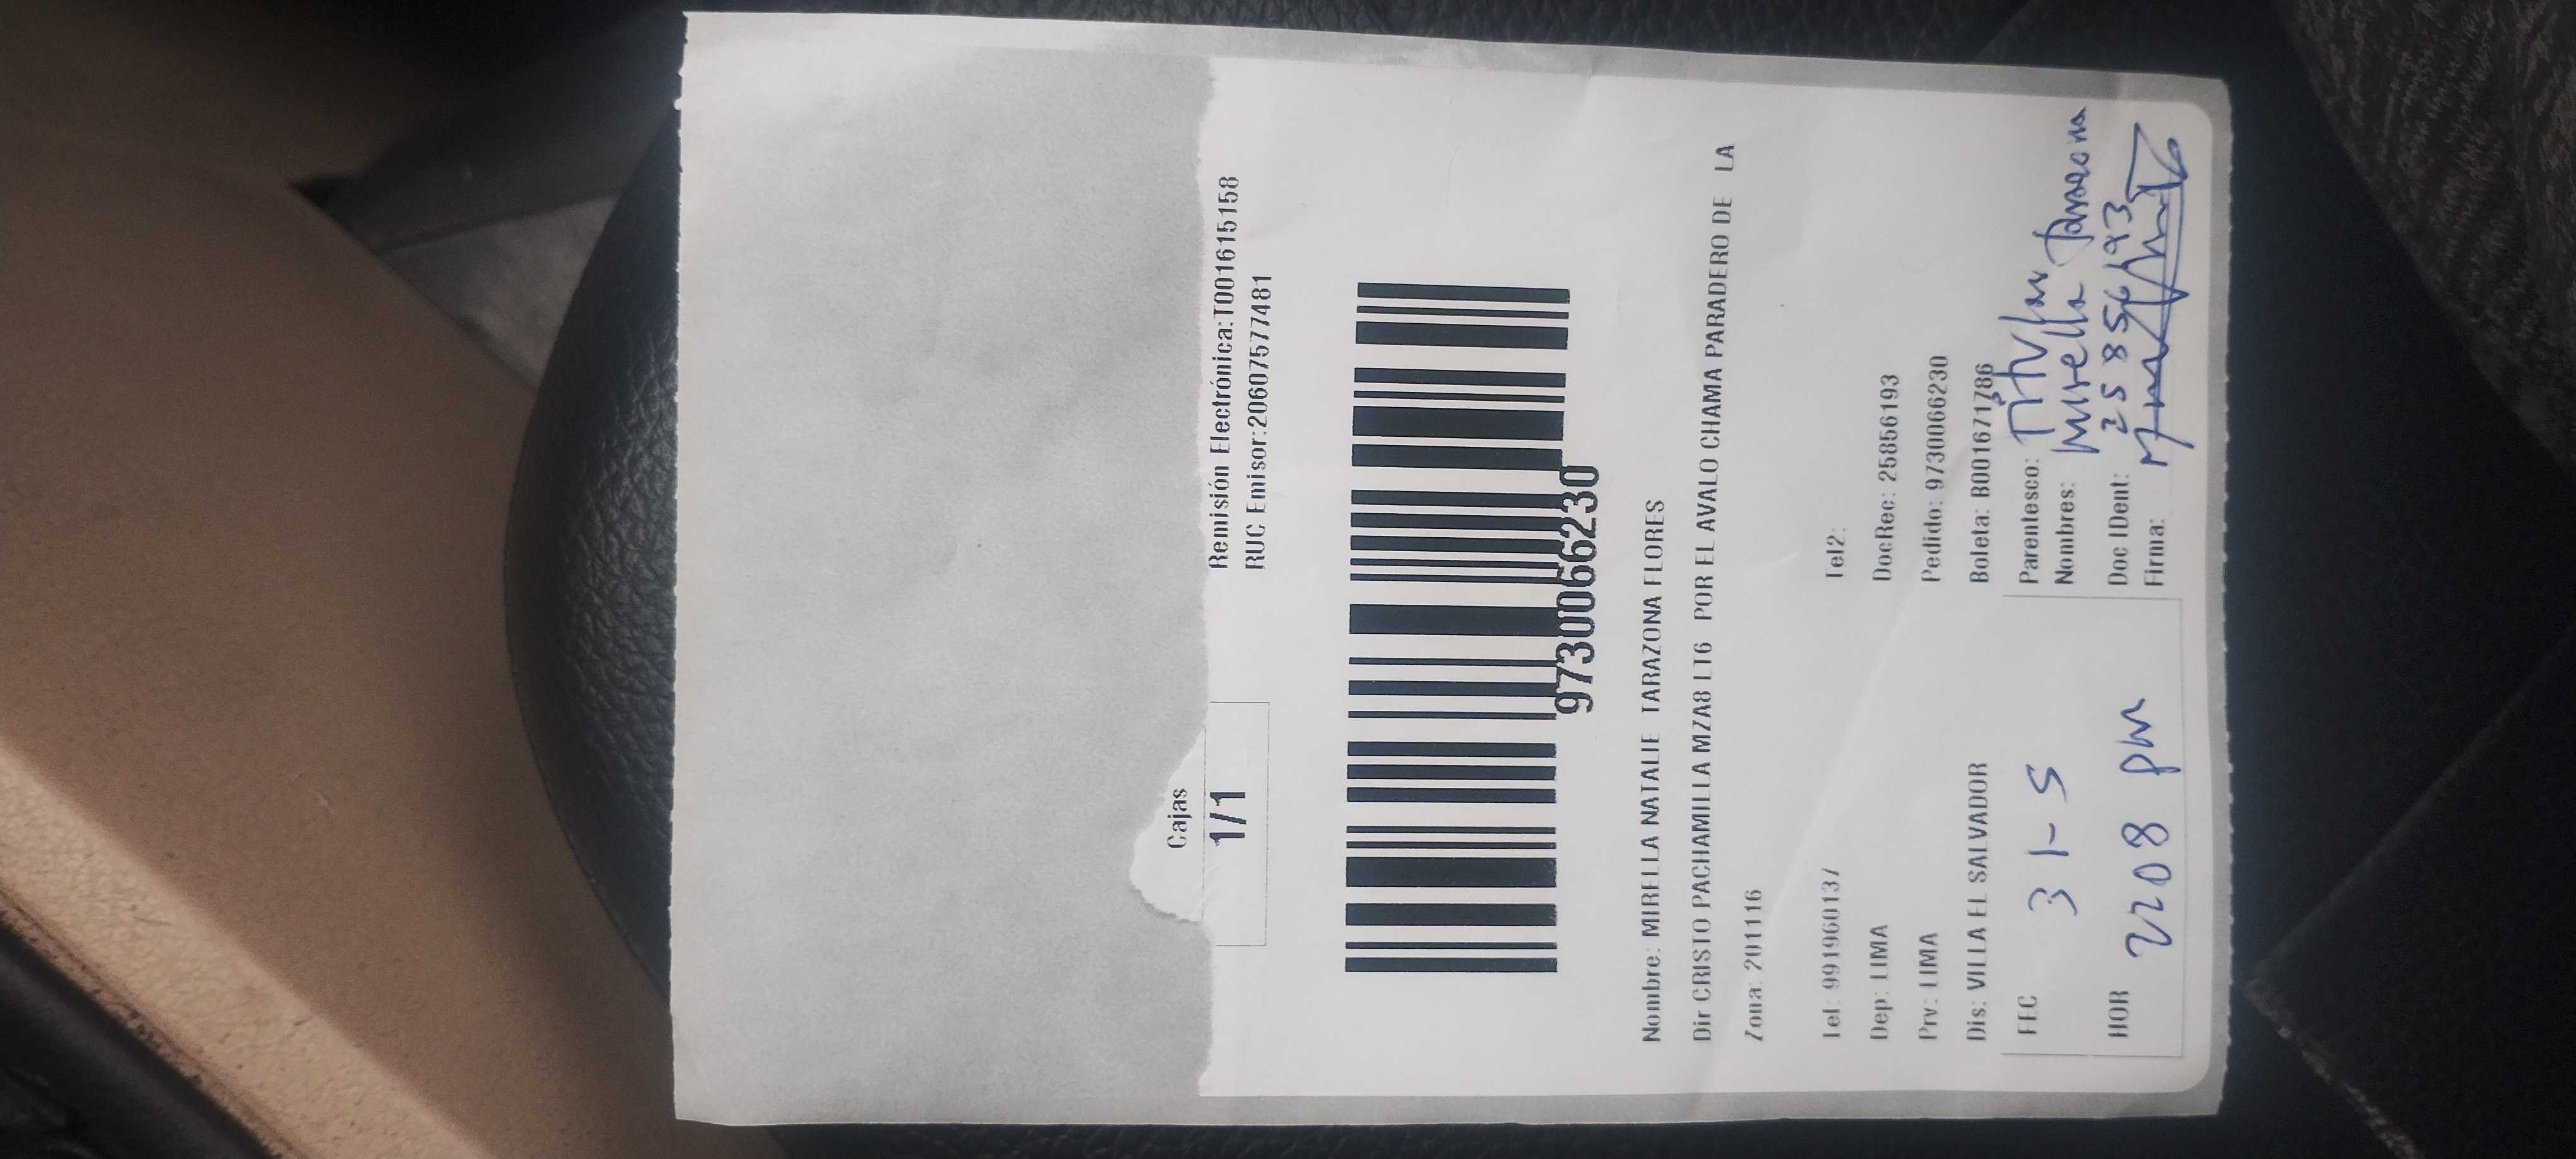 Remisión Electrónica:T001615158
RUC Emisor:20607577481
Cajas
1/1
9730066230
Nombre: MIRELLA NATALIE TARAZONA FLORES
Dir CRISTO PACHAMILLA MZA8 LT6 POR EL AVALO CHAMA PARADERO DE LA
Zona: 201116
Tel: 991960137 Tel2:
Dep: LIMA DocRec: 25856193
Prv: LIMA Pedido: 9730066230
Dis: VILLA EL SALVADOR Boleta: B001671786
FEC 31-5
HOR 2208 pm
Parentesco: Titular
Nombres: Mirella Tarazona
Doc IDent: 25856193
Firma: